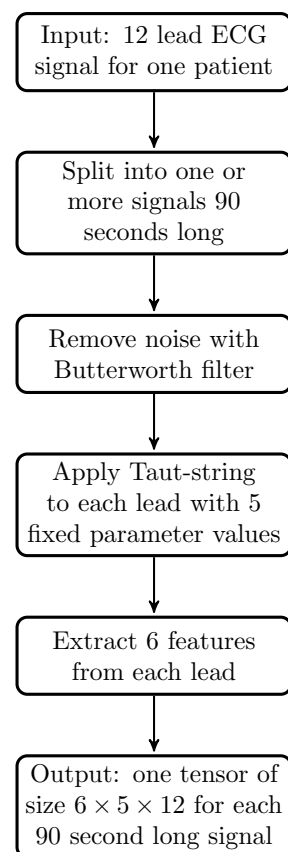 Input: 12 lead ECG
signal for one patient
Split into one or
more signals 90
seconds long
Remove noise with
Butterworth filter
Apply Taut-string
to each lead with 5
fixed parameter values
Extract 6 features
from each lead
Output: one tensor of
size 6 × 5 × 12 for each
90 second long signal